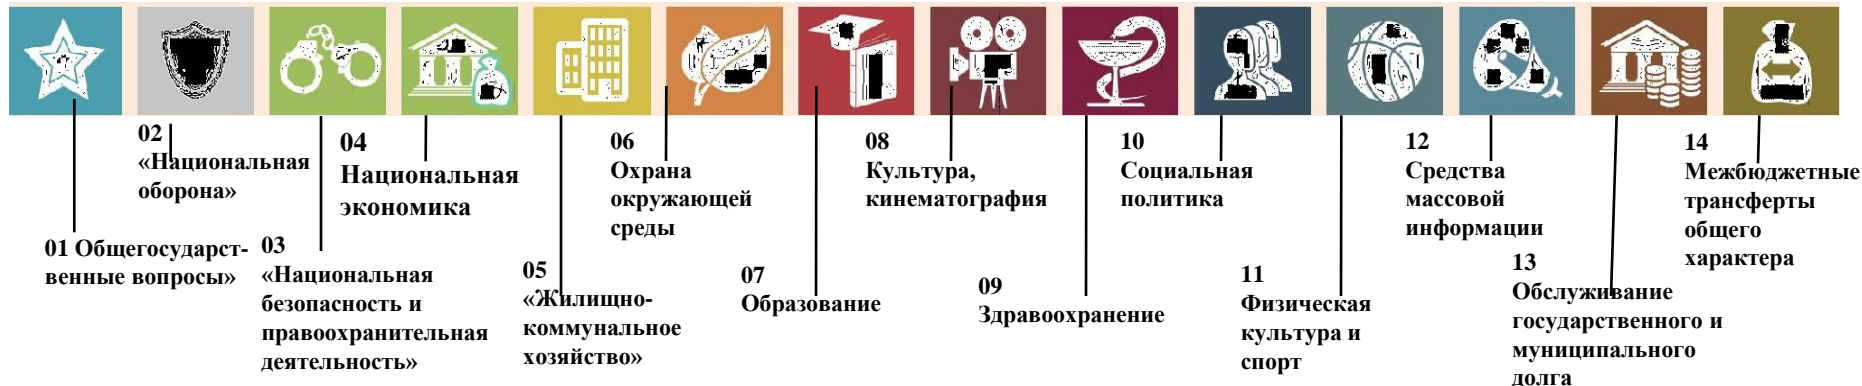 01 Общегосударст-
венные вопросы»
02
«Национальная
оборона»
03
«Национальная
безопасность и
правоохранительная
деятельность»
04
Национальная
экономика
05
«Жилищно-
коммунальное
хозяйство»
06
Охрана
окружающей
среды
07
Образование
08
Культура,
кинематография
09
Здравоохранение
10
Социальная
политика
11
Физическая
культура и
спорт
12
Средства
массовой
информации
13
Обслуживание
государственного и
муниципального
долга
14
Межбюджетные
трансферты
общего
характера